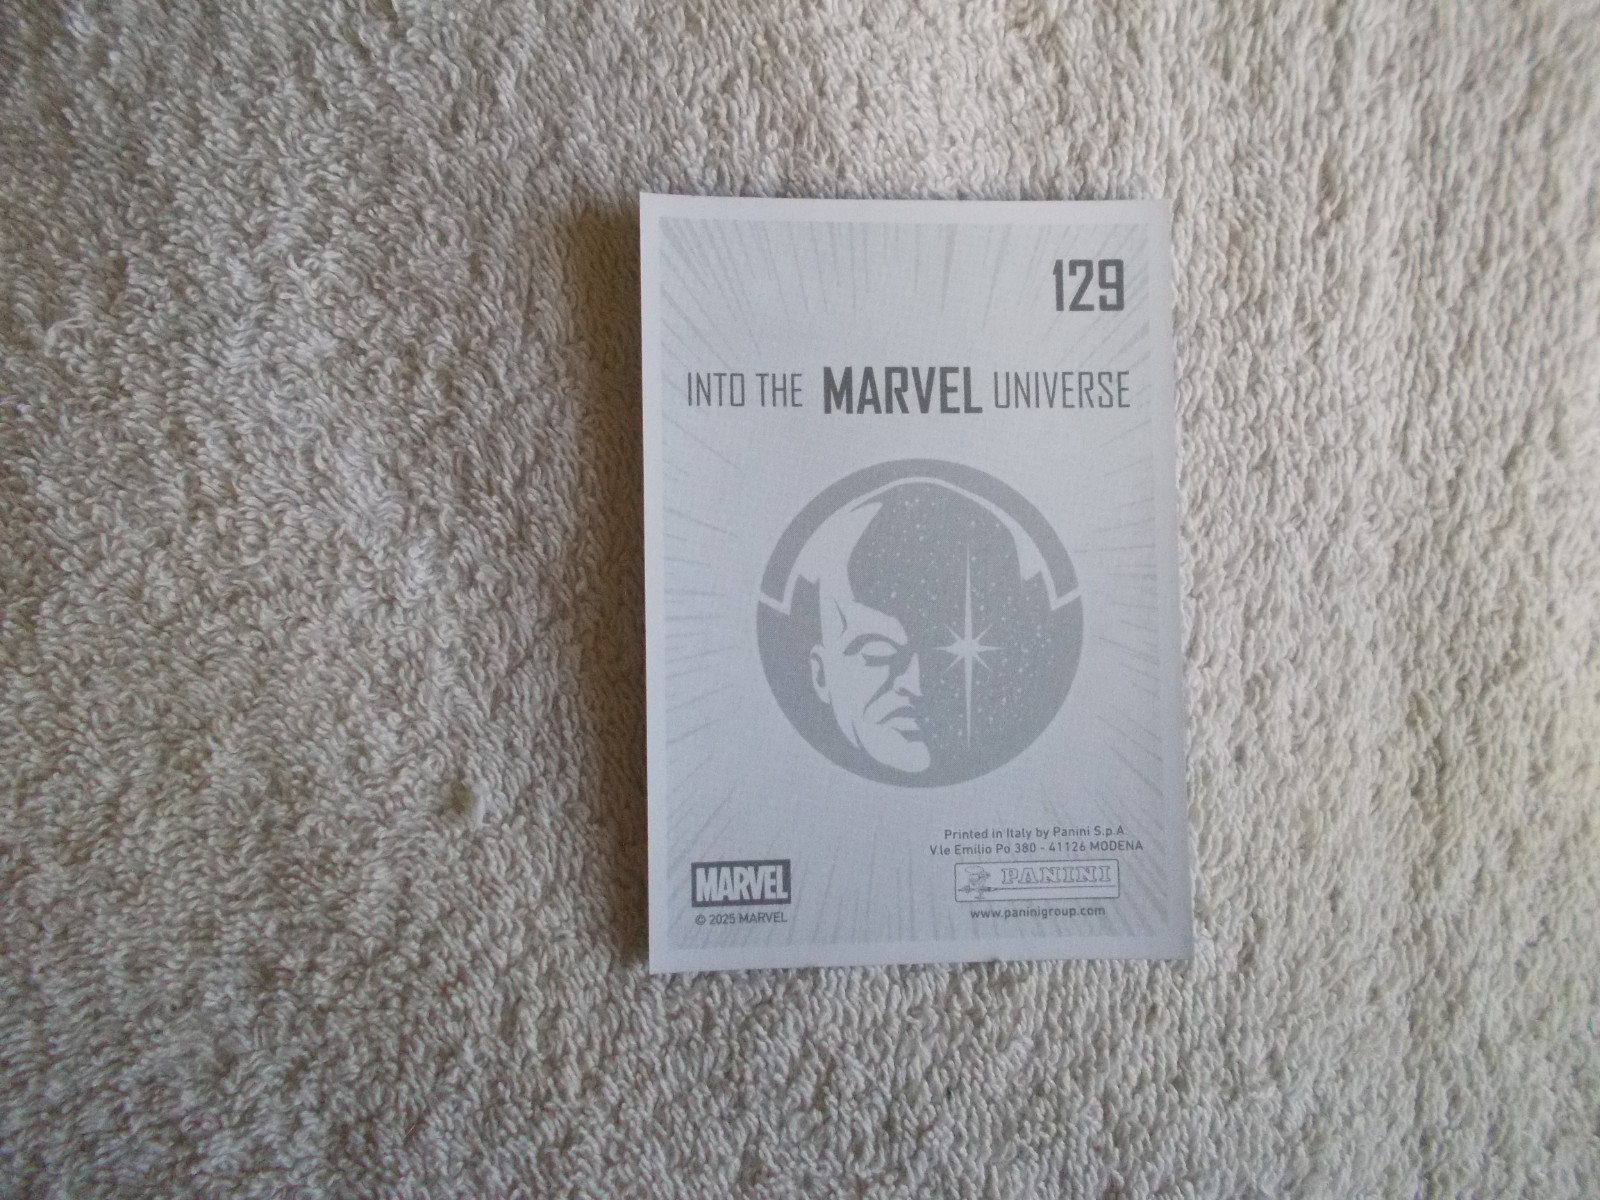 129
INTO THE MARVEL UNIVERSE
Printed in Italy by Panini S.p.A.
V.le Emilio Po 380 - 41126 MODENA
MARVEL
PANINI
© 2025 MARVEL
www.paninigroup.com